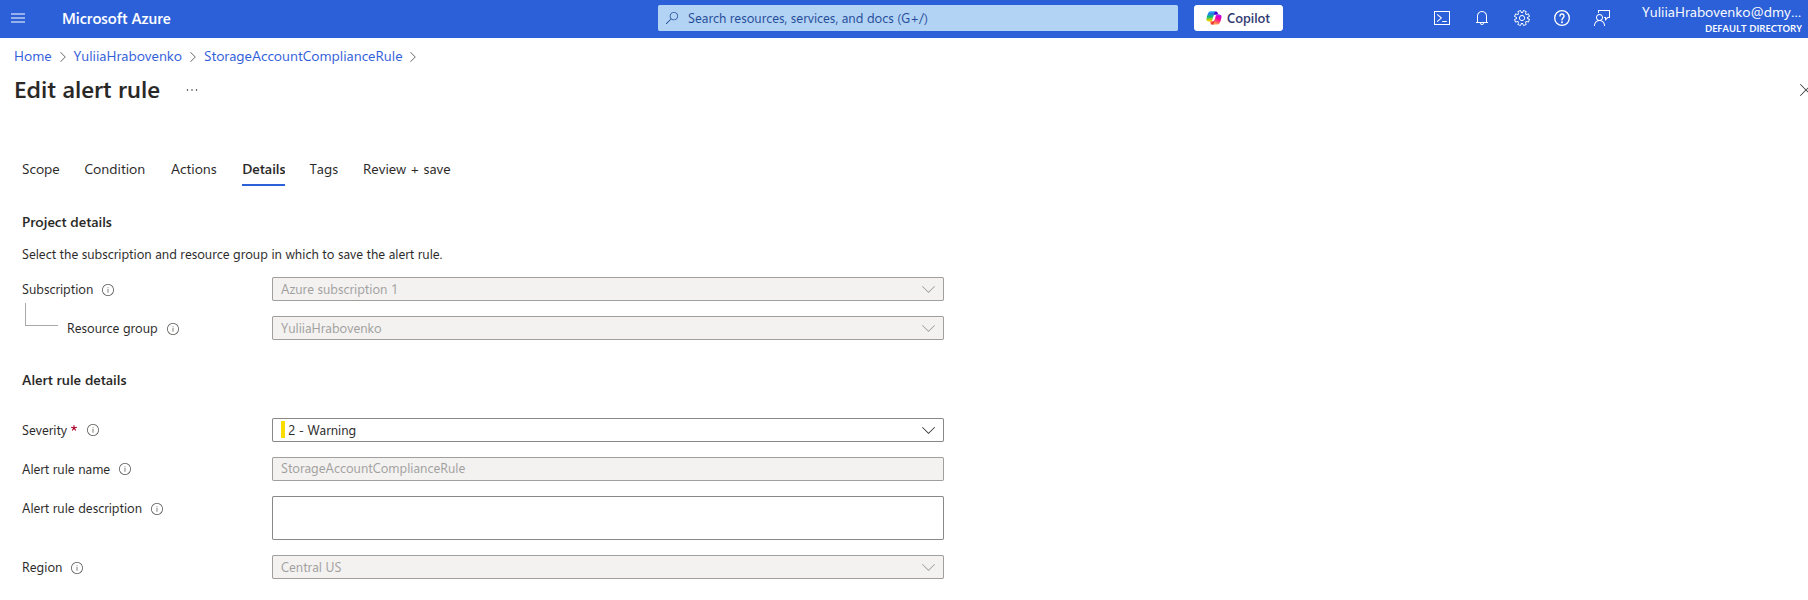 Microsoft Azure
Search resources, services, and docs (G+/)
Copilot
YuliiaHrabovenko@dmy...
DEFAULT DIRECTORY
Home > YuliiaHrabovenko > StorageAccountComplianceRule >
Edit alert rule ...
Scope Condition Actions Details Tags Review + save
Project details
Select the subscription and resource group in which to save the alert rule.
Subscription Azure subscription 1
Resource group YuliiaHrabovenko
Alert rule details
Severity * 2 - Warning
Alert rule name StorageAccountComplianceRule
Alert rule description
Region Central US